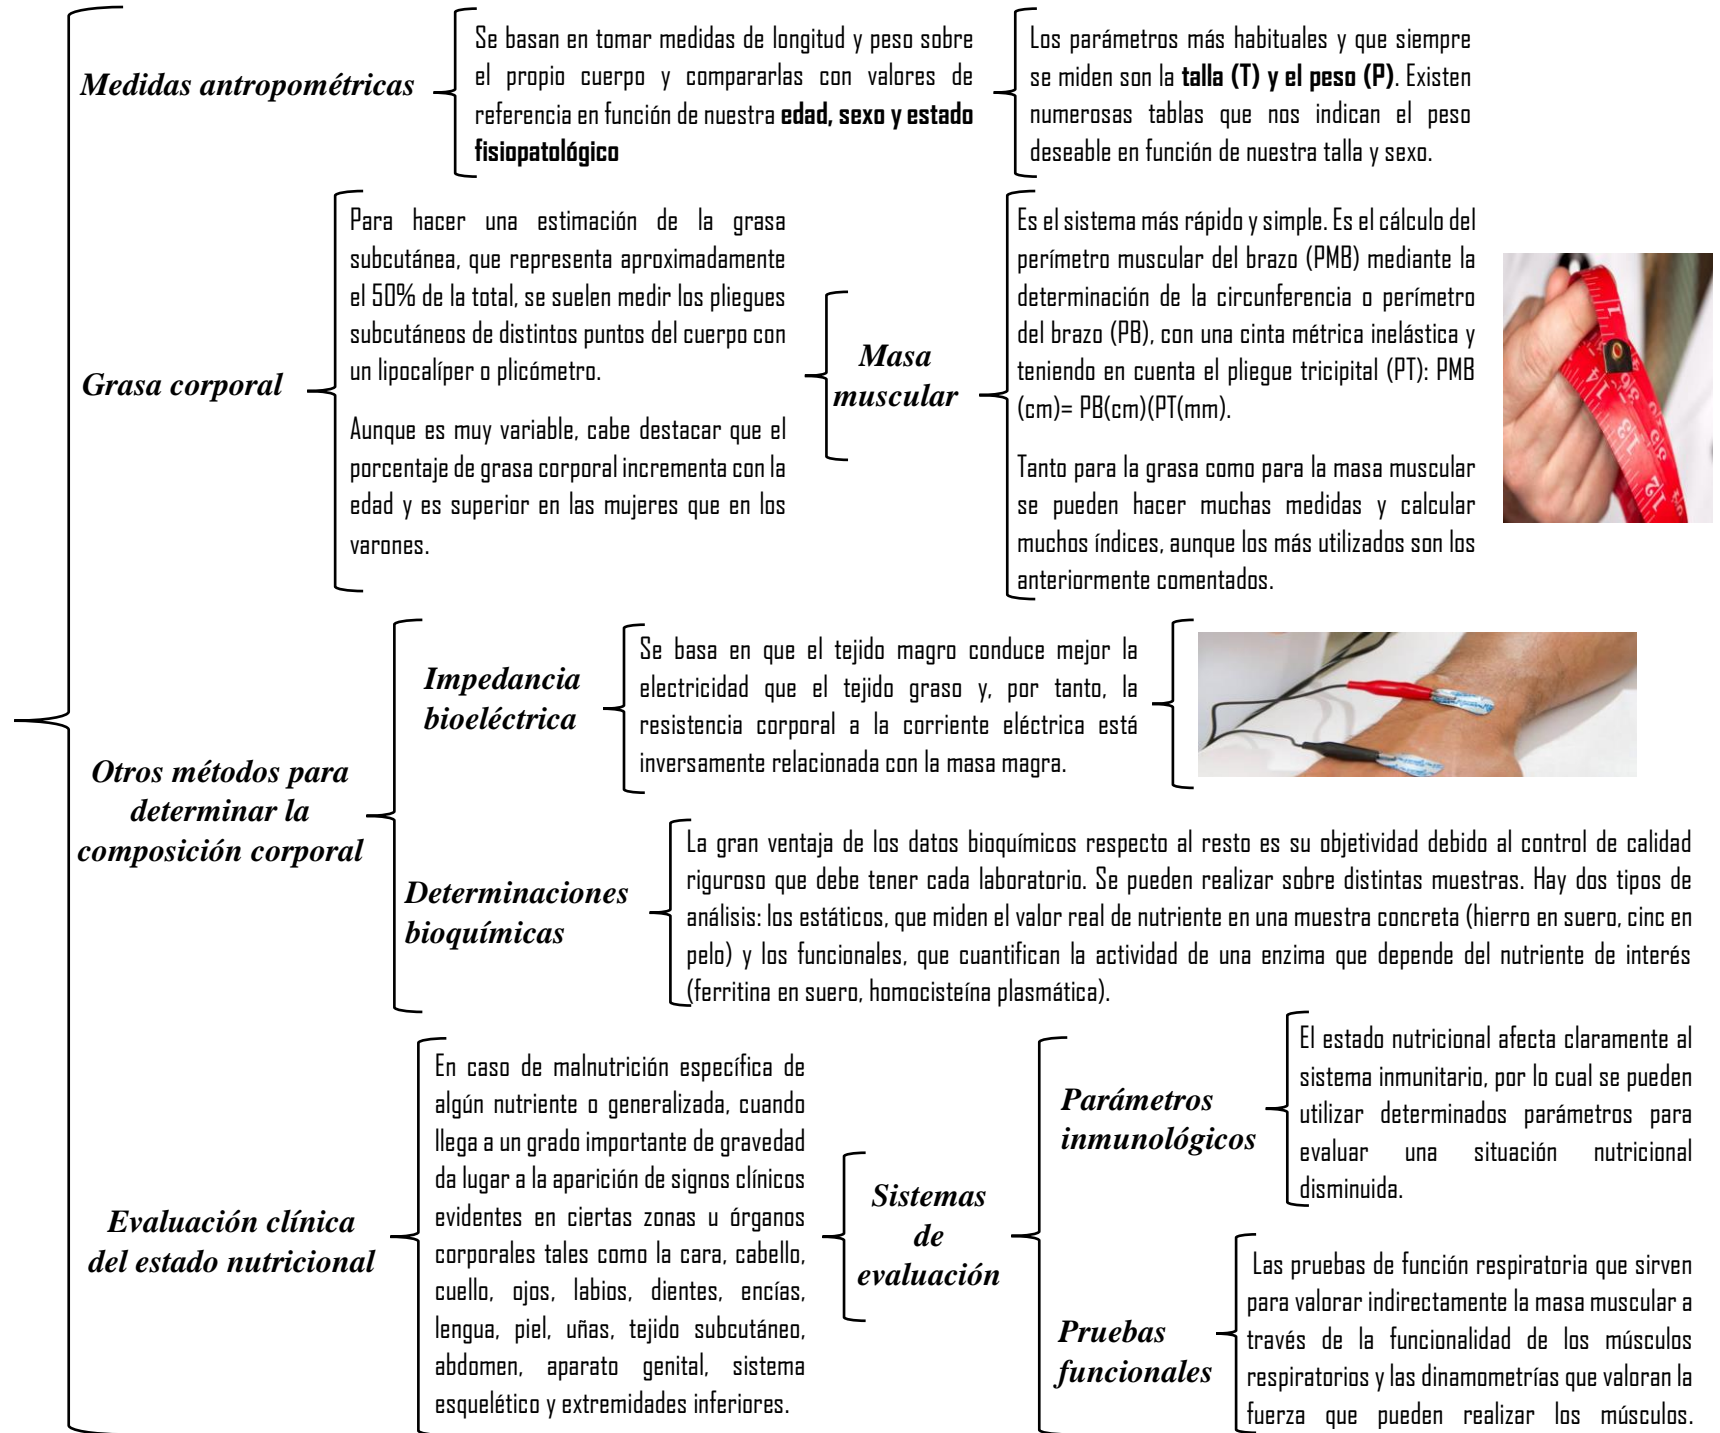 Medidas antropométricas
Se basan en tomar medidas de longitud y peso sobre
el propio cuerpo y compararlas con valores de
referencia en función de nuestra edad, sexo y estado
fisiopatológico
Los parámetros más habituales y que siempre
se miden son la talla (T) y el peso (P). Existen
numerosas tablas que nos indican el peso
deseable en función de nuestra talla y sexo.
Grasa corporal
Para hacer una estimación de la grasa
subcutánea, que representa aproximadamente
el 50% de la total, se suelen medir los pliegues
subcutáneos de distintos puntos del cuerpo con
un lipocalíper o plicómetro.
Aunque es muy variable, cabe destacar que el
porcentaje de grasa corporal incrementa con la
edad y es superior en las mujeres que en los
varones.
Masa
muscular
Es el sistema más rápido y simple. Es el cálculo del
perímetro muscular del brazo (PMB) mediante la
determinación de la circunferencia o perímetro
del brazo (PB), con una cinta métrica inelástica y
teniendo en cuenta el pliegue tricipital (PT): PMB
(cm)= PB(cm)(PT(mm).
Tanto para la grasa como para la masa muscular
se pueden hacer muchas medidas y calcular
muchos índices, aunque los más utilizados son los
anteriormente comentados.
1
14
13
12
36
35
Otros métodos para
determinar la
composición corporal
Impedancia
bioeléctrica
Se basa en que el tejido magro conduce mejor la
electricidad que el tejido graso y, por tanto, la
resistencia corporal a la corriente eléctrica está
inversamente relacionada con la masa magra.
Determinaciones
bioquímicas
La gran ventaja de los datos bioquímicos respecto al resto es su objetividad debido al control de calidad
riguroso que debe tener cada laboratorio. Se pueden realizar sobre distintas muestras. Hay dos tipos de
análisis: los estáticos, que miden el valor real de nutriente en una muestra concreta (hierro en suero, cinc en
pelo) y los funcionales, que cuantifican la actividad de una enzima que depende del nutriente de interés
(ferritina en suero, homocisteína plasmática).
Evaluación clínica
del estado nutricional
En caso de malnutrición específica de
algún nutriente o generalizada, cuando
llega a un grado importante de gravedad
da lugar a la aparición de signos clínicos
evidentes en ciertas zonas u órganos
corporales tales como la cara, cabello,
cuello, ojos, labios, dientes, encías,
lengua, piel, uñas, tejido subcutáneo,
abdomen, aparato genital, sistema
esquelético y extremidades inferiores.
Sistemas
de
evaluación
Parámetros
inmunológicos
El estado nutricional afecta claramente al
sistema inmunitario, por lo cual se pueden
utilizar determinados parámetros para
evaluar una situación nutricional
disminuida.
Pruebas
funcionales
Las pruebas de función respiratoria que sirven
para valorar indirectamente la masa muscular a
través de la funcionalidad de los músculos
respiratorios y las dinamometrías que valoran la
fuerza que pueden realizar los músculos.